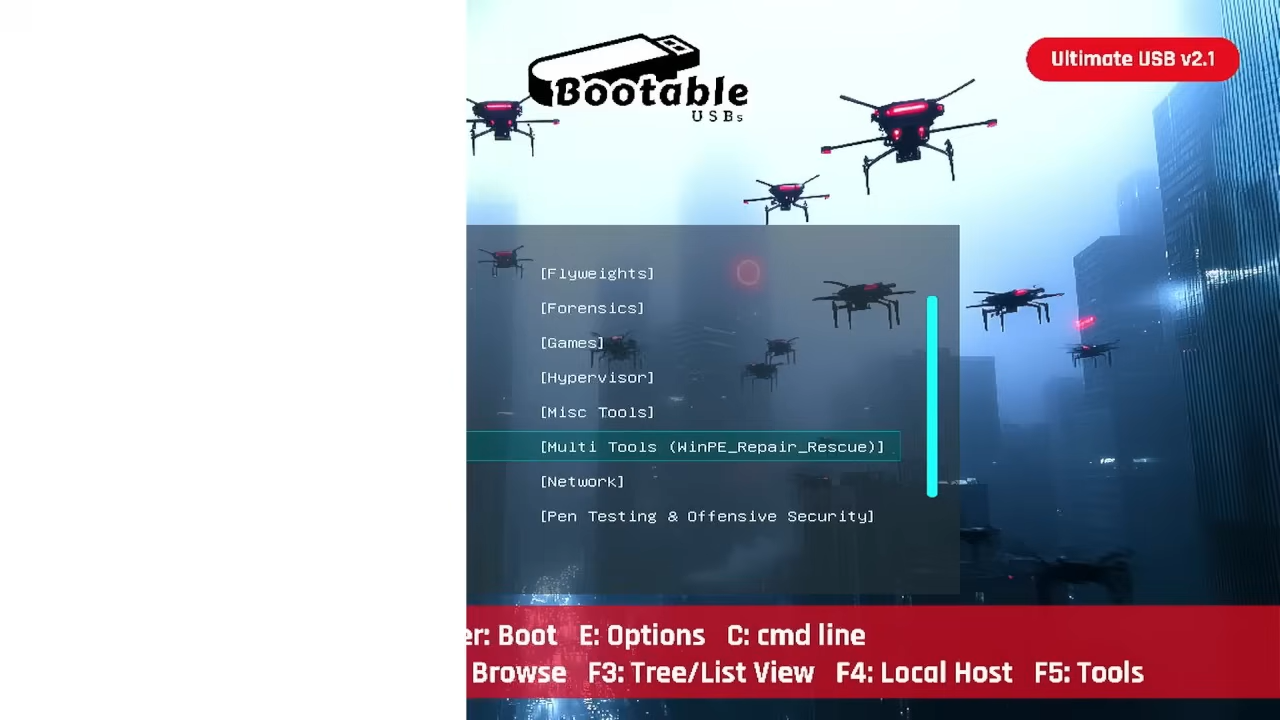 Bootable
USBs
Ultimate USB v2.1
[Flyweights]
[Forensics]
[Games]
[Hypervisor]
[Misc Tools]
[Multi Tools (WinPE_Repair_Rescue)]
[Network]
[Pen Testing & Offensive Security]
er: Boot E: Options C: cmd line
Browse F3: Tree/List View F4: Local Host F5: Tools